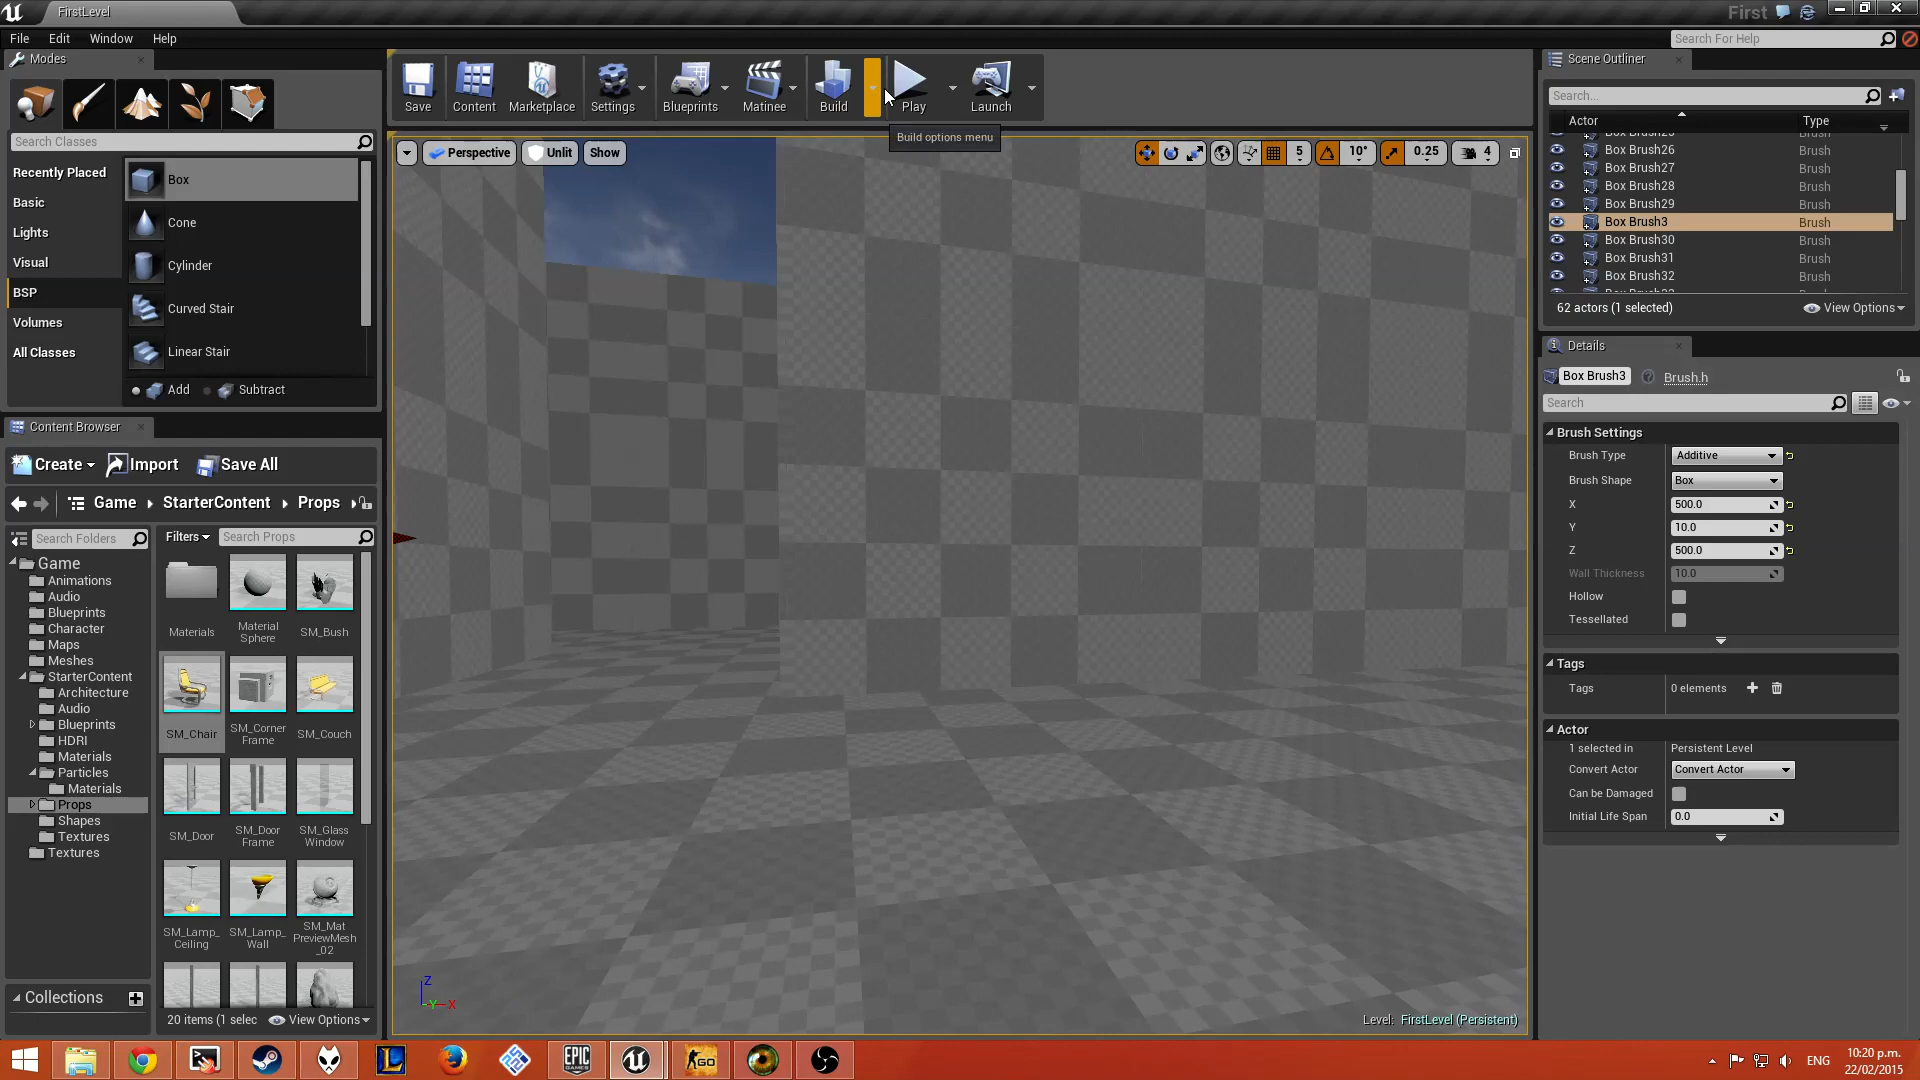 FirstLevel
First
File Edit Window Help
Search For Help
Modes
Search Classes
Recently Placed
Basic
Lights
Visual
BSP
Volumes
All Classes
Box
Cone
Cylinder
Curved Stair
Linear Stair
Add Subtract
Save Content Marketplace Settings Blueprints Matinee Build Play Launch
Build options menu
Perspective Unlit Show
5 10° 0.25 4
Level: FirstLevel (Persistent)
Z
Y X
Content Browser
Create Import Save All
Game StarterContent Props
Search Folders
Game
Animations
Audio
Blueprints
Character
Maps
Meshes
StarterContent
Architecture
Audio
Blueprints
HDRI
Materials
Particles
Materials
Props
Shapes
Textures
Textures
Collections
Filters Search Props
Materials
Material Sphere
SM_Bush
SM_Chair
SM_Corner Frame
SM_Couch
SM_Door
SM_Door Frame
SM_Glass Window
SM_Lamp_ Ceiling
SM_Lamp_ Wall
SM_Mat PreviewMesh _02
20 items (1 selec View Options
Scene Outliner
Search...
Actor Type
Box Brush26 Brush
Box Brush27 Brush
Box Brush28 Brush
Box Brush29 Brush
Box Brush3 Brush
Box Brush30 Brush
Box Brush31 Brush
Box Brush32 Brush
62 actors (1 selected) View Options
Details
Box Brush3 Brush.h
Search
Brush Settings
Brush Type Additive
Brush Shape Box
X 500.0
Y 10.0
Z 500.0
Wall Thickness 10.0
Hollow
Tessellated
Tags
Tags 0 elements
Actor
1 selected in Persistent Level
Convert Actor Convert Actor
Can be Damaged
Initial Life Span 0.0
EPIC GAMES
GO
ENG
10:20 p.m.
22/02/2015